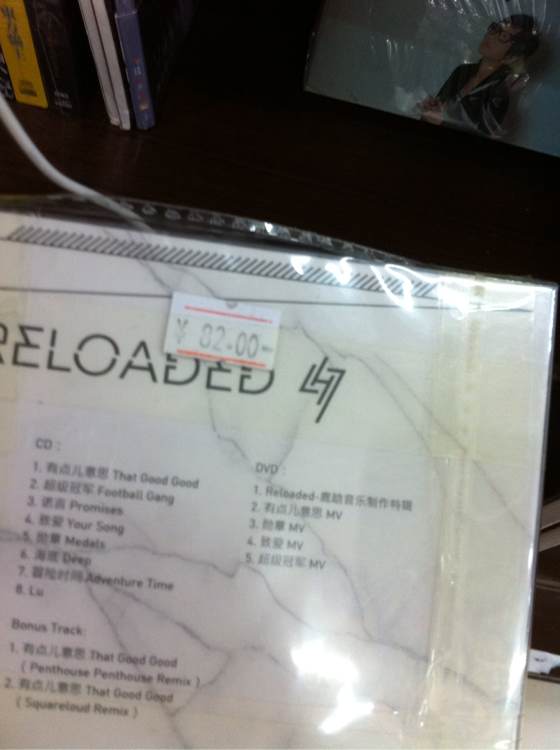 ¥ 82.00
RELOADED
CD：
1. 有点儿意思 That Good Good
2. 超级冠军 Football Gang
3. 诺言 Promises
4. 致爱 Your Song
5. 勋章 Medals
6. 海底 Deep
7. 冒险时间 Adventure Time
8. Lu
Bonus Track:
1. 有点儿意思 That Good Good
( Penthouse Penthouse Remix )
2. 有点儿意思 That Good Good
( Squareloud Remix )
DVD：
1. Reloaded-鹿晗音乐制作特辑
2. 有点儿意思 MV
3. 勋章 MV
4. 致爱 MV
5. 超级冠军 MV